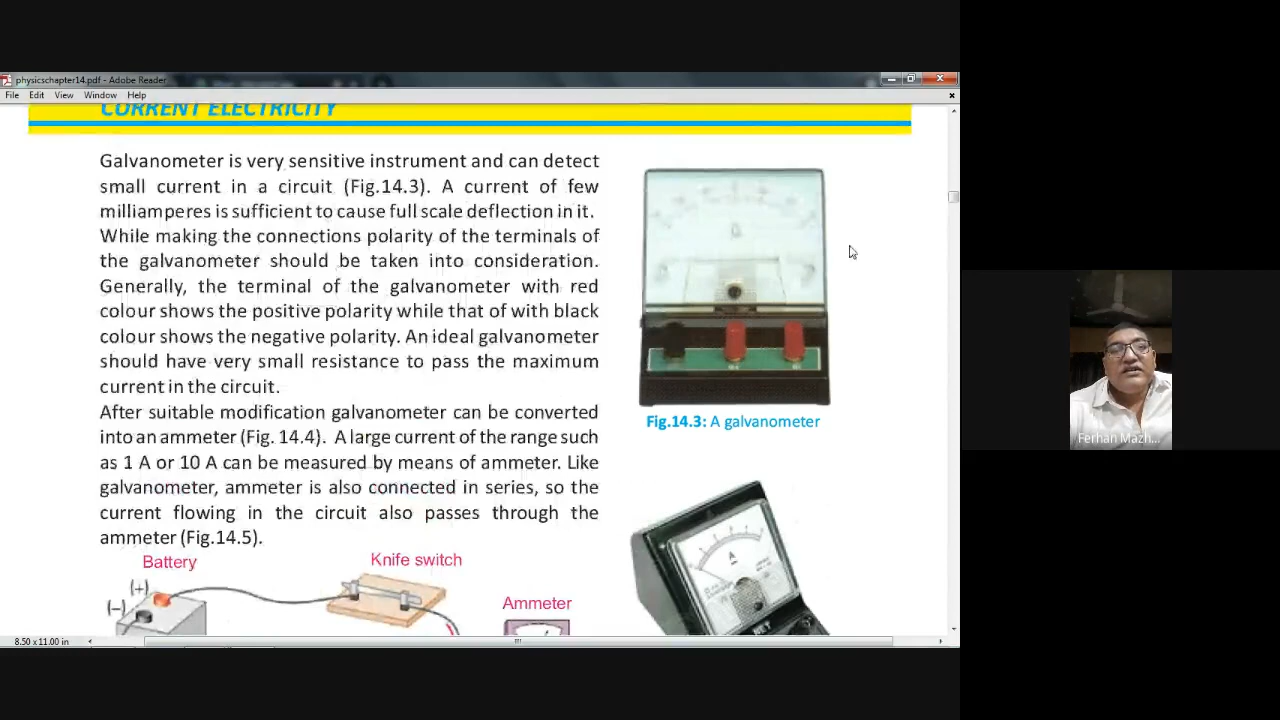 physicschapter14.pdf - Adobe Reader
File Edit View Window Help
CURRENT ELECTRICITY
Galvanometer is very sensitive instrument and can detect
small current in a circuit (Fig.14.3). A current of few
milliamperes is sufficient to cause full scale deflection in it.
While making the connections polarity of the terminals of
the galvanometer should be taken into consideration.
Generally, the terminal of the galvanometer with red
colour shows the positive polarity while that of with black
colour shows the negative polarity. An ideal galvanometer
should have very small resistance to pass the maximum
current in the circuit.
After suitable modification galvanometer can be converted
into an ammeter (Fig. 14.4). A large current of the range such
as 1 A or 10 A can be measured by means of ammeter. Like
galvanometer, ammeter is also connected in series, so the
current flowing in the circuit also passes through the
ammeter (Fig.14.5).
G
Fig.14.3: A galvanometer
A
Battery
Knife switch
(+)
(−)
Ammeter
8.50 x 11.00 in
Ferhan Mazh...